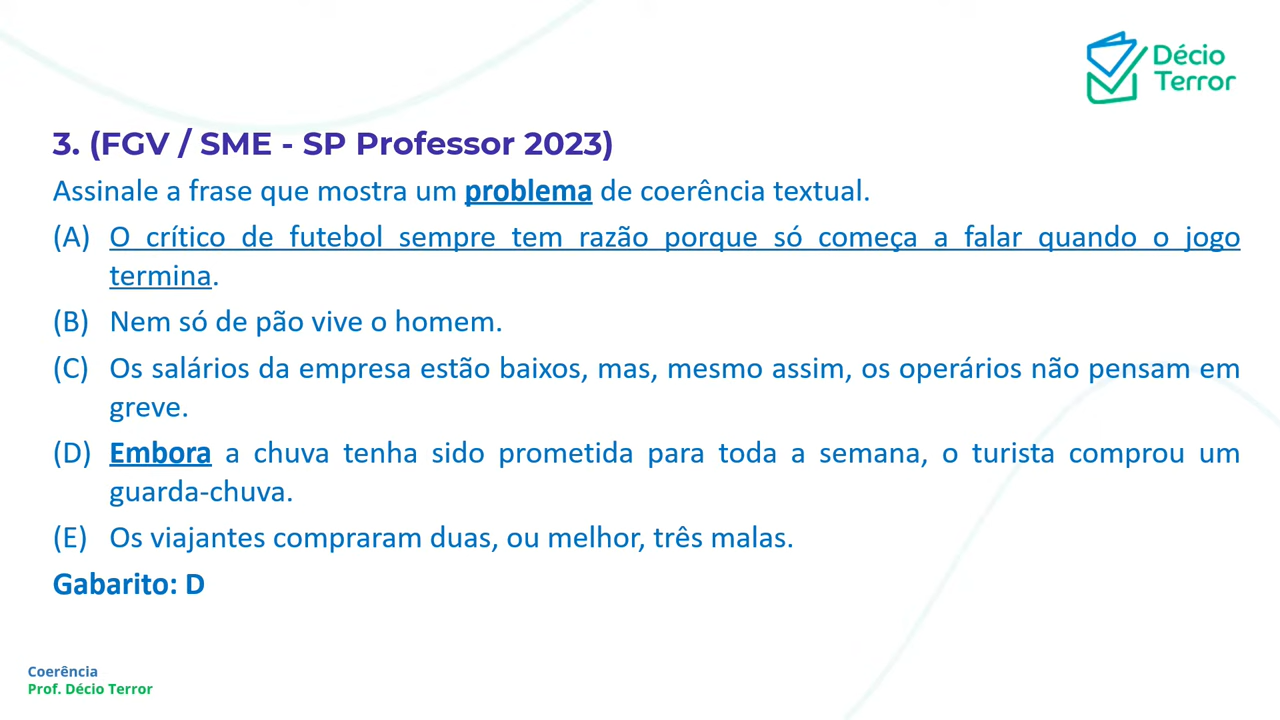 Décio
Terror
3. (FGV / SME - SP Professor 2023)
Assinale a frase que mostra um problema de coerência textual.
(A) O crítico de futebol sempre tem razão porque só começa a falar quando o jogo
termina.
(B) Nem só de pão vive o homem.
(C) Os salários da empresa estão baixos, mas, mesmo assim, os operários não pensam em
greve.
(D) Embora a chuva tenha sido prometida para toda a semana, o turista comprou um
guarda-chuva.
(E) Os viajantes compraram duas, ou melhor, três malas.
Gabarito: D
Coerência
Prof. Décio Terror